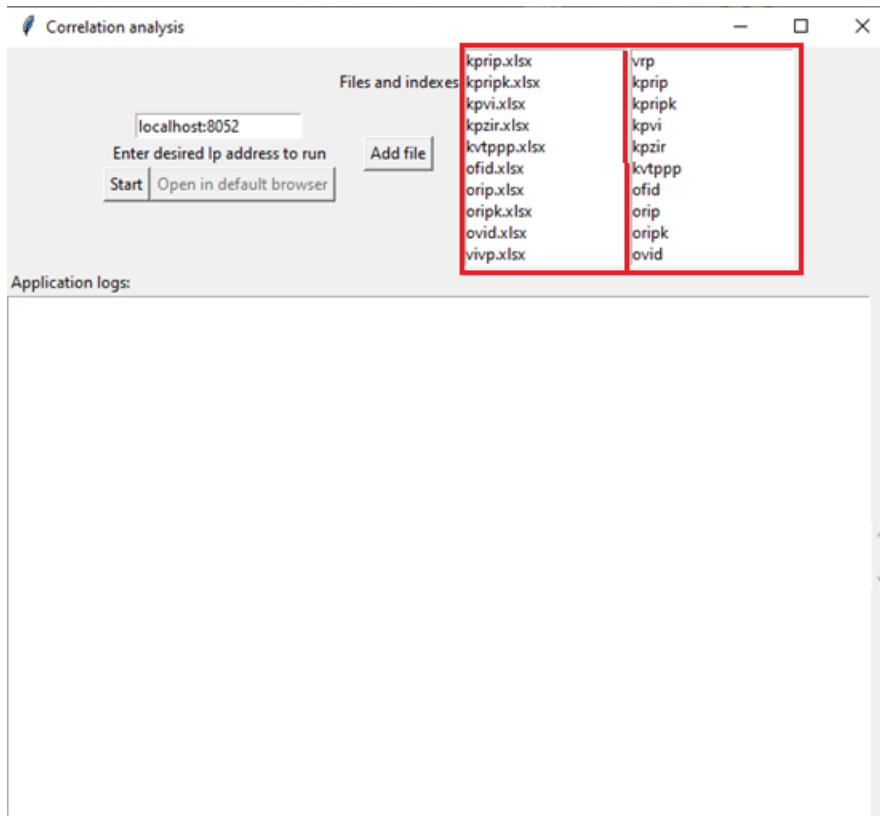 Correlation analysis
Files and indexes
kprip.xlsx
kpripk.xlsx
kpvi.xlsx
kpzir.xlsx
kvtppp.xlsx
ofid.xlsx
orip.xlsx
oripk.xlsx
ovid.xlsx
vivp.xlsx
vrp
kprip
kpripk
kpvi
kpzir
kvtppp
ofid
orip
oripk
ovid
localhost:8052
Enter desired Ip address to run
Add file
Start
Open in default browser
Application logs: